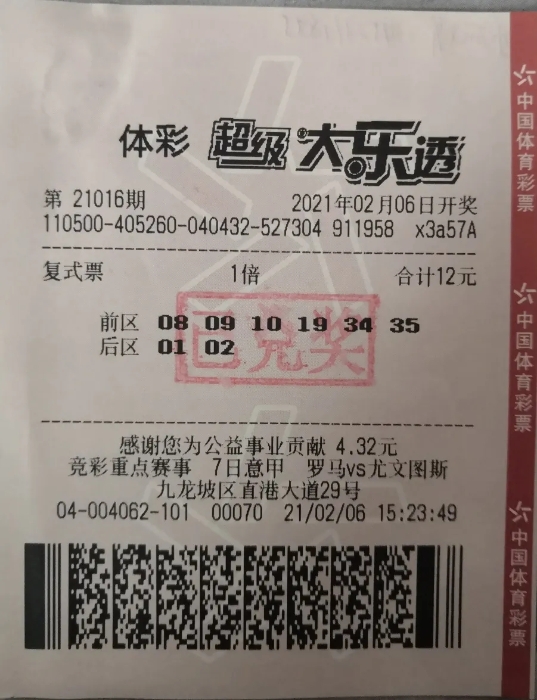 体彩 超级大乐透
第 21016期 2021年02月06日开奖
110500-405260-040432-527304 911958 x3a57A
复式票 1倍 合计12元
前区 08 09 10 19 34 35
后区 01 02
已兑奖
感谢您为公益事业贡献 4.32元
竞彩重点赛事 7日意甲 罗马vs尤文图斯
九龙坡区直港大道29号
04-004062-101 00070 21/02/06 15:23:49
中国体育彩票
中国体育彩票
中国体育彩票